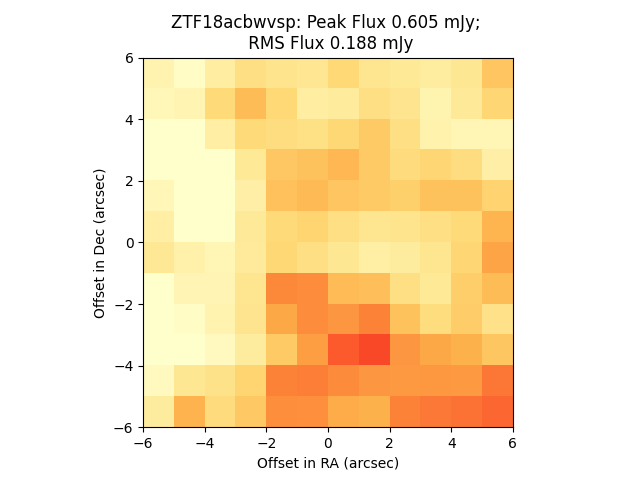 ZTF18acbwvsp: Peak Flux 0.605 mJy;
RMS Flux 0.188 mJy
6
4
2
0
−2
−4
−6
Offset in Dec (arcsec)
−6 −4 −2 0 2 4 6
Offset in RA (arcsec)